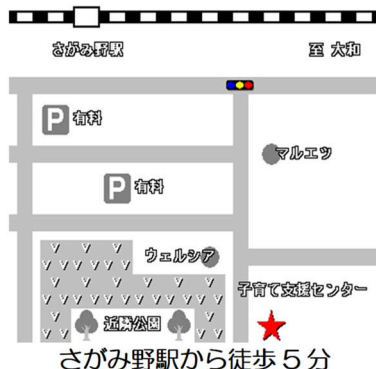 さがみ野駅
至 大和
P 有料
マルエツ
P 有料
ウェルシア
子育て支援センター
近隣公園
さがみ野駅から徒歩5分